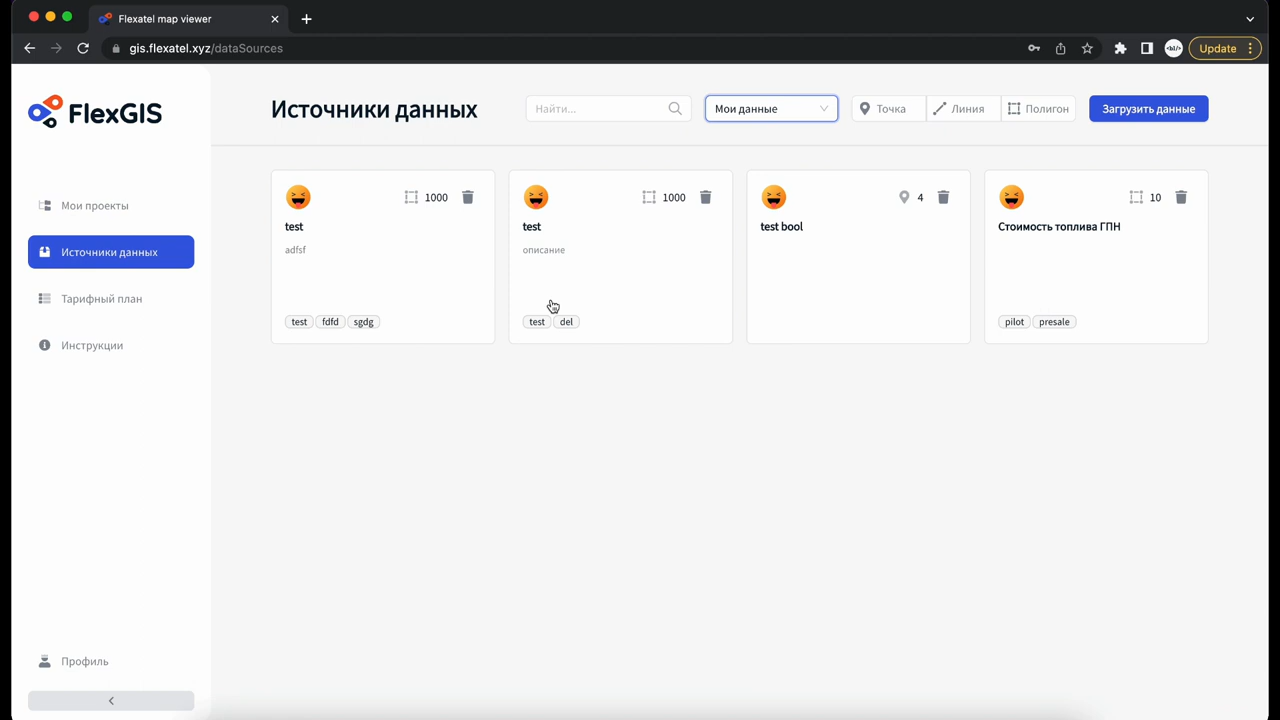 Flexatel map viewer
gis.flexatel.xyz/dataSources
Update
FlexGIS
Источники данных
Найти...
Мои данные
Точка
Линия
Полигон
Загрузить данные
Мои проекты
Источники данных
Тарифный план
Инструкции
Профиль
1000
test
adfsf
test fdfd sgdg
1000
test
описание
test del
4
test bool
10
Стоимость топлива ГПН
pilot presale